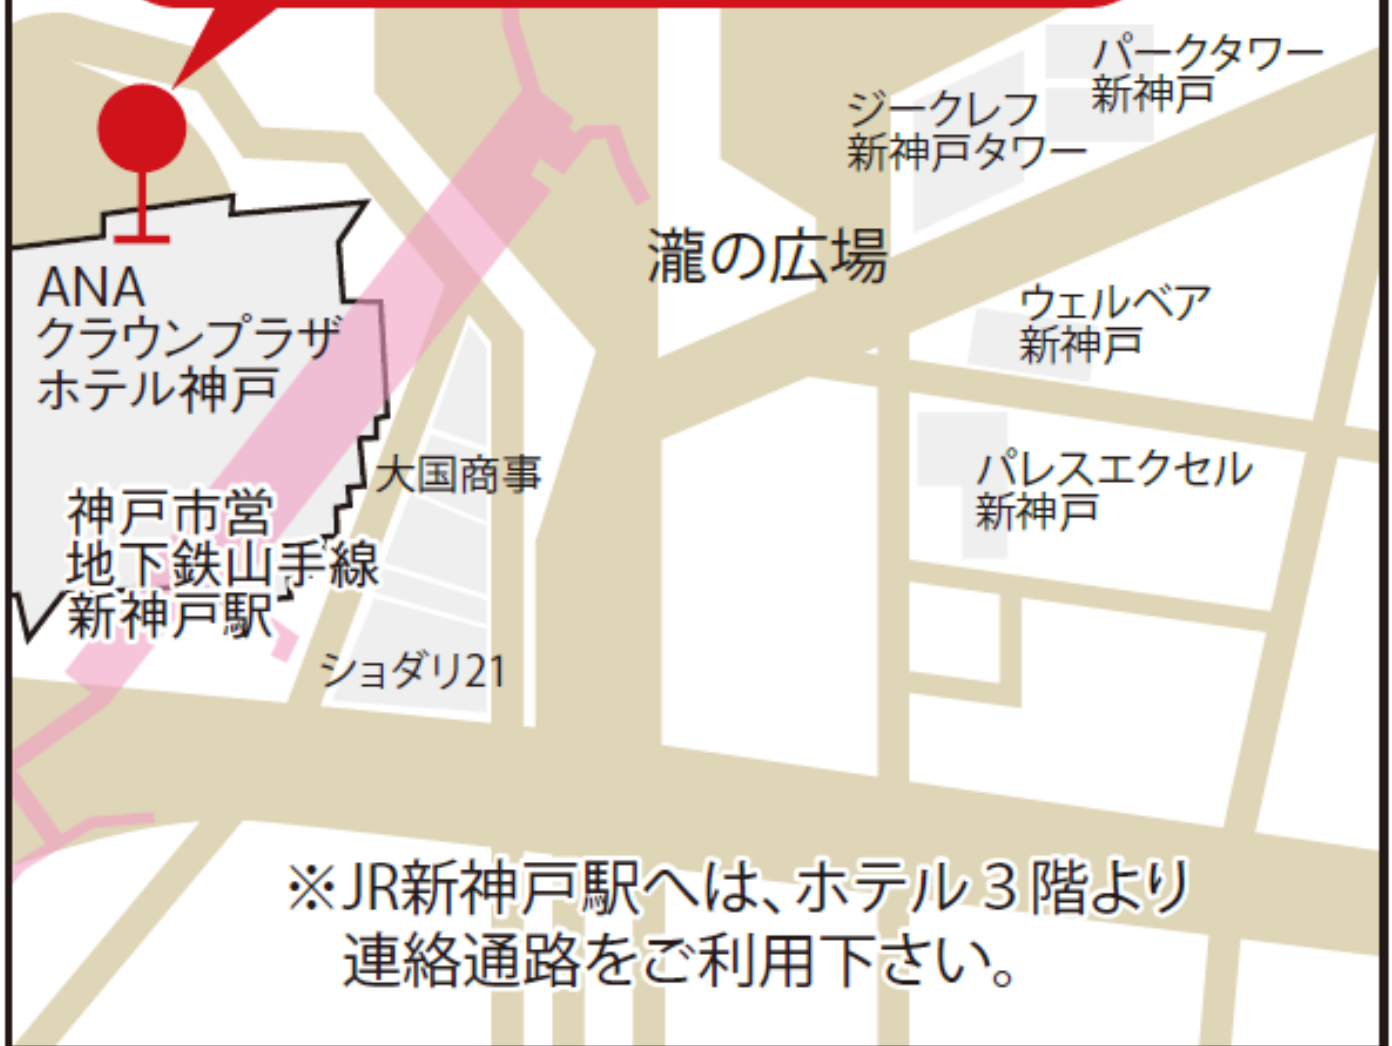 パークタワー
新神戸
ジークレフ
新神戸タワー
瀧の広場
ANA
クラウンプラザ
ホテル神戸
ウェルベア
新神戸
大国商事
パレスエクセル
新神戸
神戸市営
地下鉄山手線
新神戸駅
ショダリ21
※JR新神戸駅へは、ホテル３階より
連絡通路をご利用下さい。